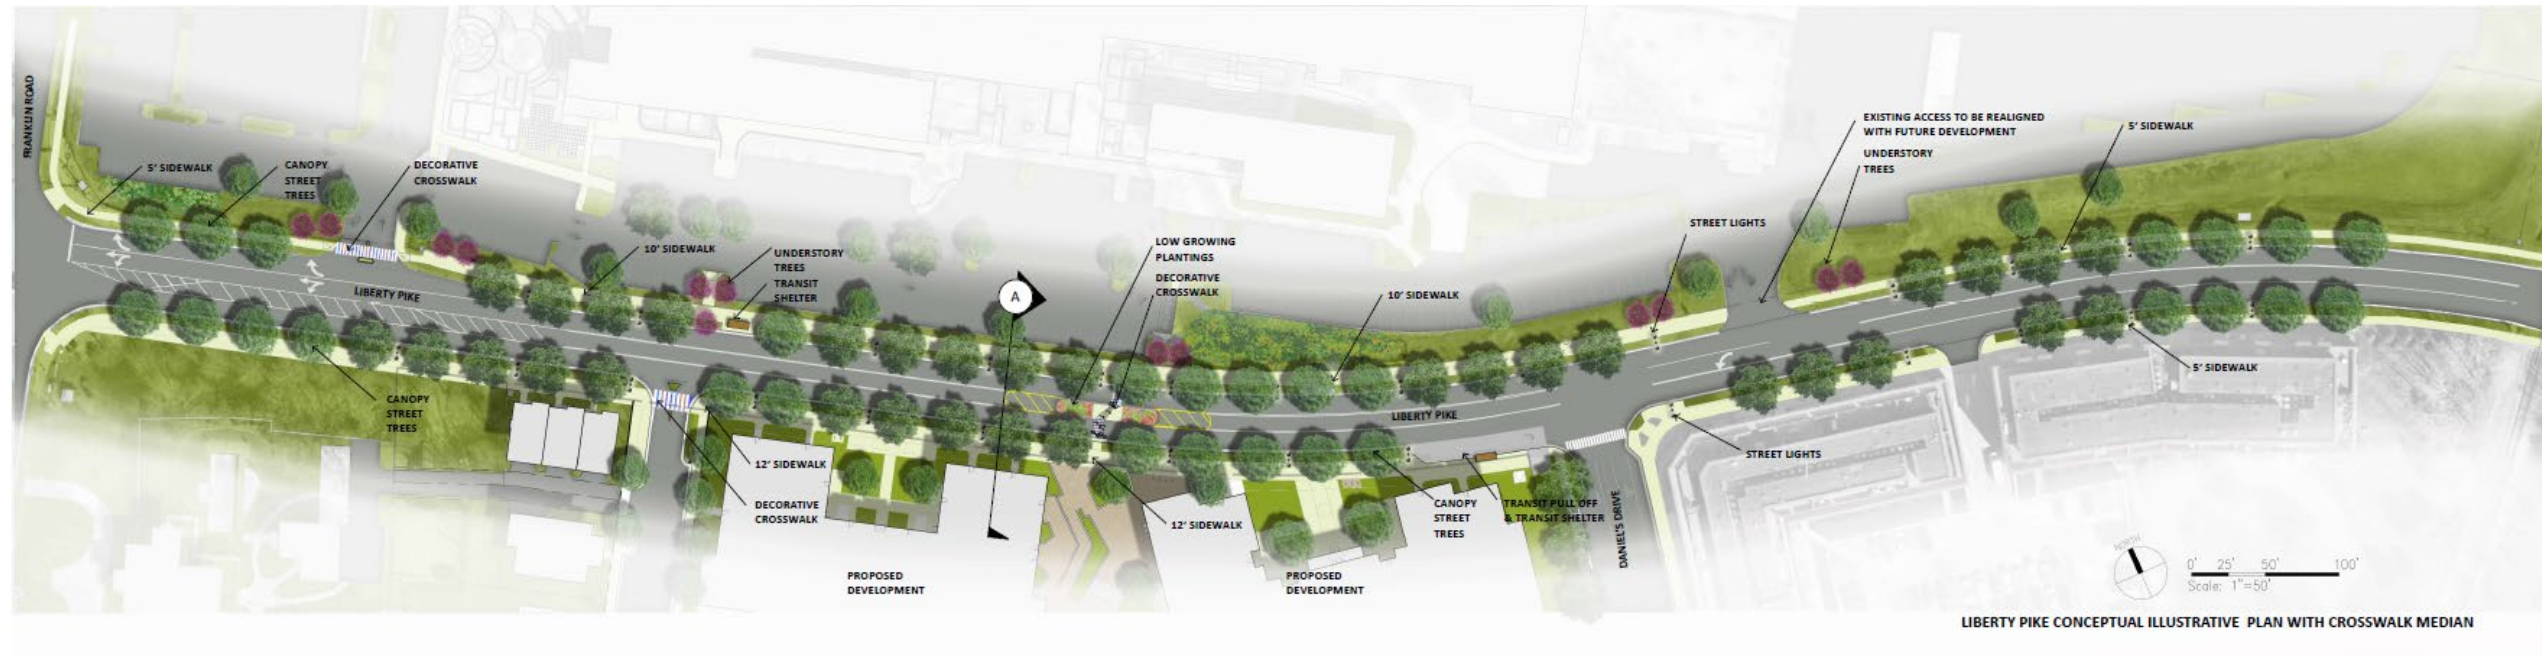 FRANKLIN ROAD
5' SIDEWALK
CANOPY
STREET
TREES
DECORATIVE
CROSSWALK
10' SIDEWALK
UNDERSTORY
TREES
TRANSIT
SHELTER
LIBERTY PIKE
A
LOW GROWING
PLANTINGS
DECORATIVE
CROSSWALK
10' SIDEWALK
STREET LIGHTS
EXISTING ACCESS TO BE REALIGNED
WITH FUTURE DEVELOPMENT
UNDERSTORY
TREES
5' SIDEWALK
CANOPY
STREET
TREES
12' SIDEWALK
DECORATIVE
CROSSWALK
PROPOSED
DEVELOPMENT
12' SIDEWALK
LIBERTY PIKE
CANOPY
STREET
TREES
TRANSIT PULL OFF
& TRANSIT SHELTER
PROPOSED
DEVELOPMENT
DANIEL'S DRIVE
STREET LIGHTS
5' SIDEWALK
NORTH
0' 25' 50' 100'
Scale: 1"=50'
LIBERTY PIKE CONCEPTUAL ILLUSTRATIVE PLAN WITH CROSSWALK MEDIAN